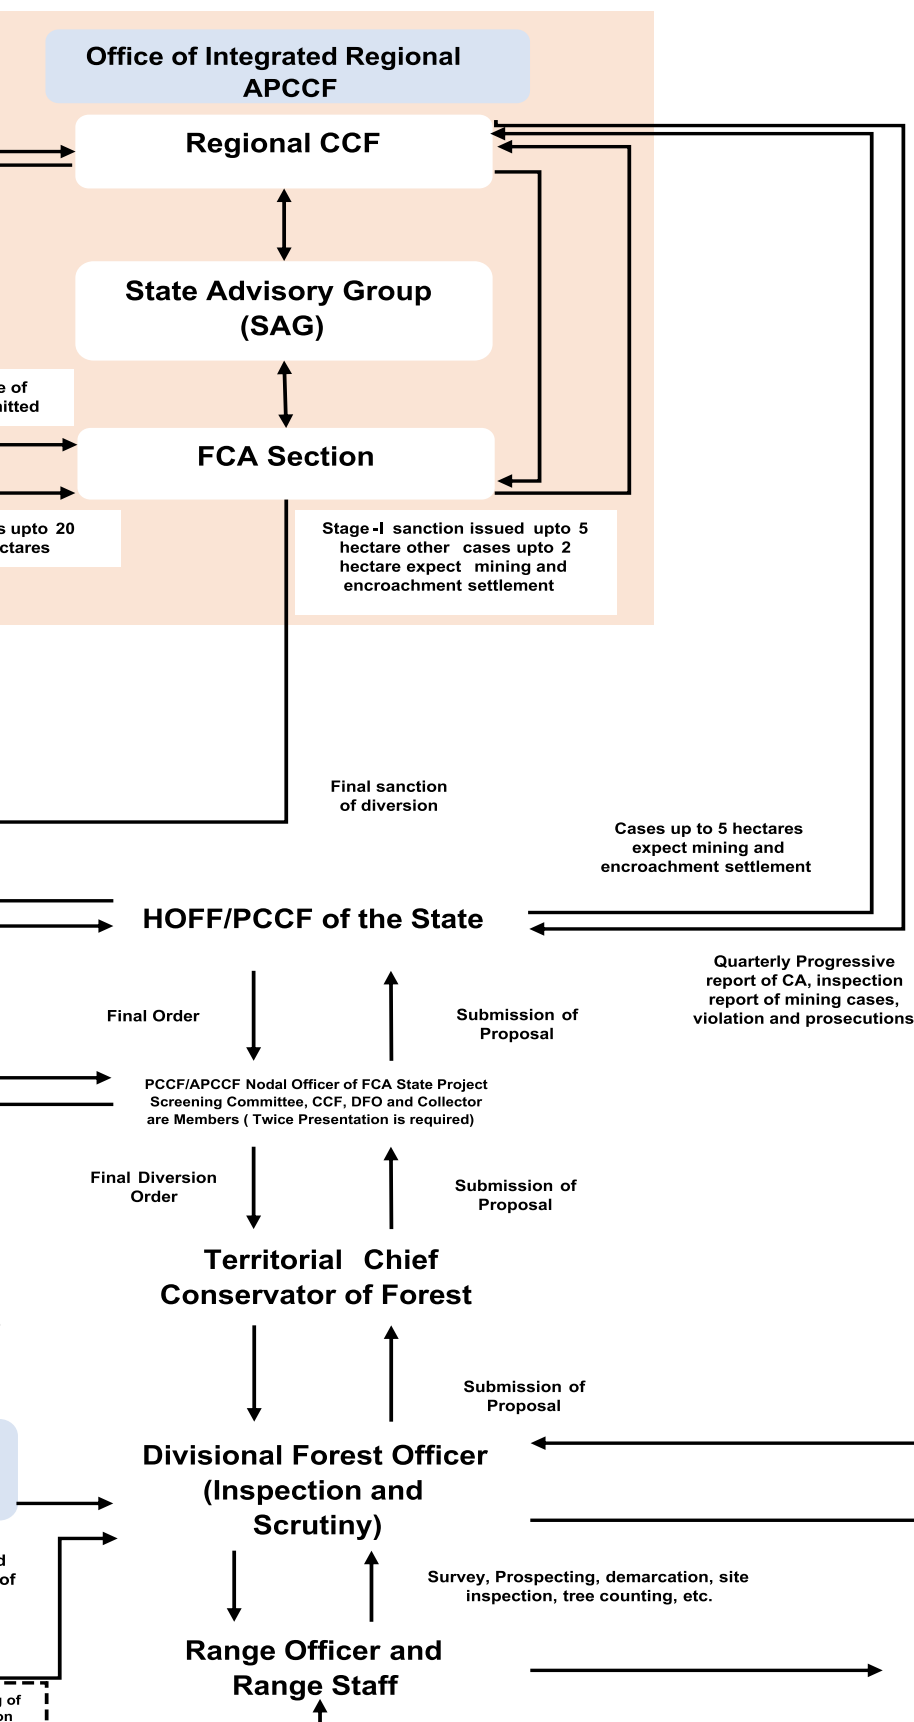 Office of Integrated Regional
APCCF
Regional CCF
State Advisory Group
(SAG)
e of
nitted
FCA Section
s upto 20
ctares
Stage-I sanction issued upto 5
hectare other cases upto 2
hectare expect mining and
encroachment settlement
Final sanction
of diversion
Cases up to 5 hectares
expect mining and
encroachment settlement
HOFF/PCCF of the State
Quarterly Progressive
report of CA, inspection
report of mining cases,
violation and prosecutions
Final Order
Submission of
Proposal
PCCF/APCCF Nodal Officer of FCA State Project
Screening Committee, CCF, DFO and Collector
are Members ( Twice Presentation is required)
Final Diversion
Order
Submission of
Proposal
Territorial Chief
Conservator of Forest
Submission of
Proposal
Divisional Forest Officer
(Inspection and
Scrutiny)
d
of
Survey, Prospecting, demarcation, site
inspection, tree counting, etc.
Range Officer and
Range Staff
g of
on